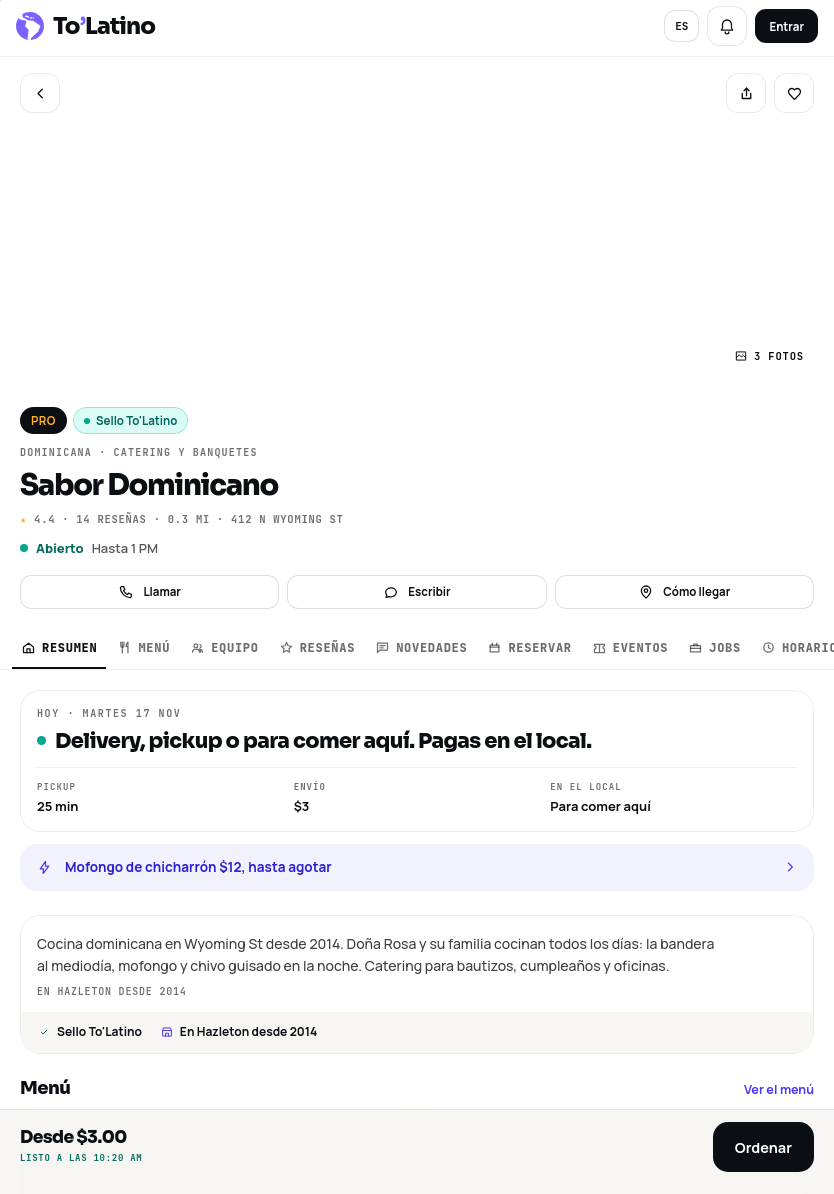 To'Latino
ES
Entrar
3 FOTOS
PRO
Sello To'Latino
DOMINICANA · CATERING Y BANQUETES
Sabor Dominicano
★ 4.4 · 14 RESEÑAS · 0.3 MI · 412 N WYOMING ST
Abierto Hasta 1 PM
Llamar
Escribir
Cómo llegar
RESUMEN MENÚ EQUIPO RESEÑAS NOVEDADES RESERVAR EVENTOS JOBS HORARIO
HOY · MARTES 17 NOV
Delivery, pickup o para comer aquí. Pagas en el local.
PICKUP ENVÍO EN EL LOCAL
25 min $3 Para comer aquí
Mofongo de chicharrón $12, hasta agotar
Cocina dominicana en Wyoming St desde 2014. Doña Rosa y su familia cocinan todos los días: la bandera
al mediodía, mofongo y chivo guisado en la noche. Catering para bautizos, cumpleaños y oficinas.
EN HAZLETON DESDE 2014
Sello To'Latino En Hazleton desde 2014
Menú Ver el menú
Desde $3.00
LISTO A LAS 10:20 AM
Ordenar